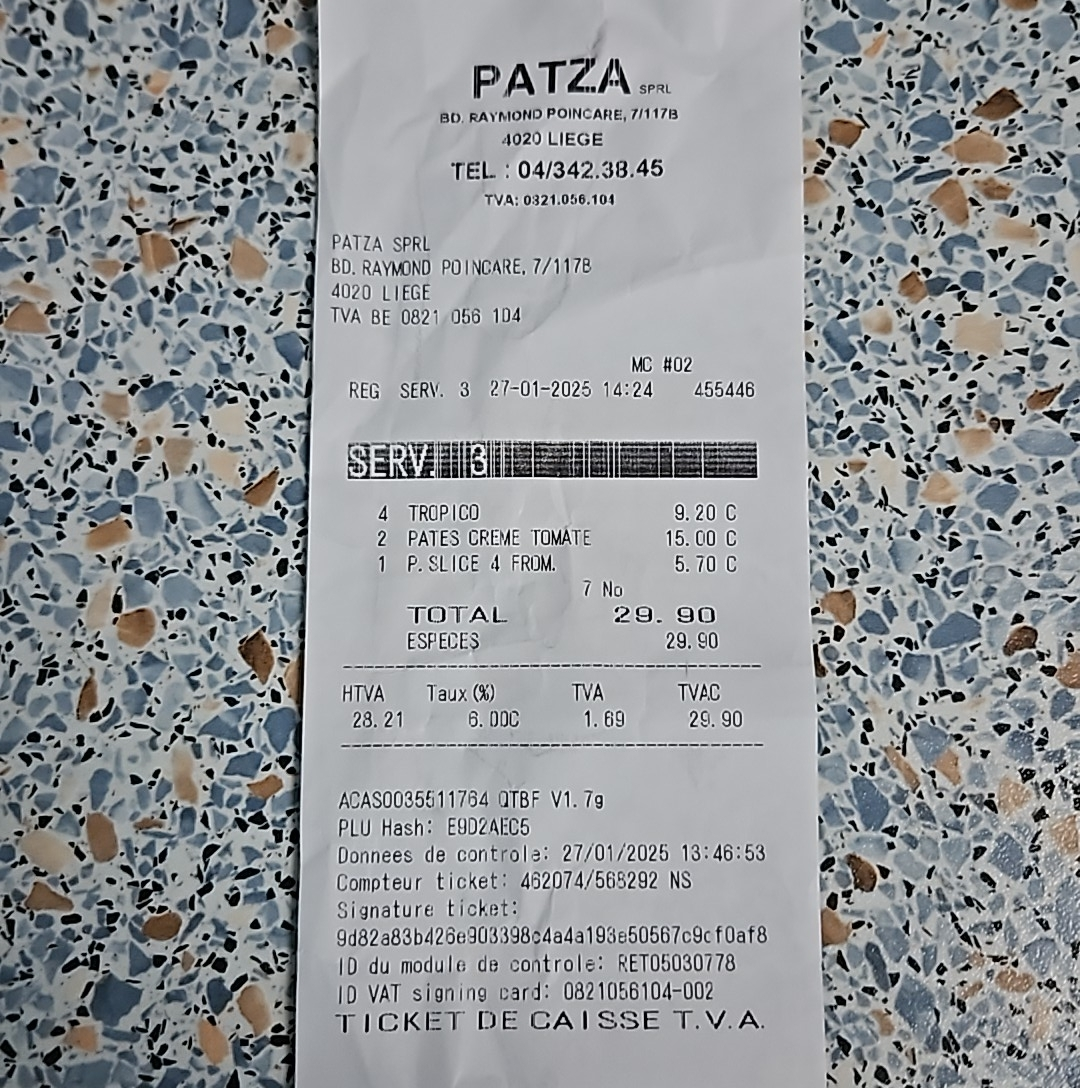 PATZA SPRL
BD. RAYMOND POINCARE, 7/117B
4020 LIEGE
TEL : 04/342.38.45
TVA: 0821.056.104
PATZA SPRL
BD. RAYMOND POINCARE, 7/117B
4020 LIEGE
TVA BE 0821 056 104
MC #02
REG SERV. 3 27-01-2025 14:24 455446
SERV. 3
4 TROPICO 9.20 C
2 PATES CREME TOMATE 15.00 C
1 P.SLICE 4 FROM. 5.70 C
7 No
TOTAL 29.90
ESPECES 29.90
HTVA Taux(%) TVA TVAC
28.21 6.00C 1.69 29.90
ACAS0035511764 QTBF V1.7g
PLU Hash: E9D2AEC5
Donnees de controle: 27/01/2025 13:46:53
Compteur ticket: 462074/568292 NS
Signature ticket:
9d82a83b426e903398c4a4a193e50567c9cf0af8
ID du module de controle: RET05030778
ID VAT signing card: 0821056104-002
TICKET DE CAISSE T.V.A.